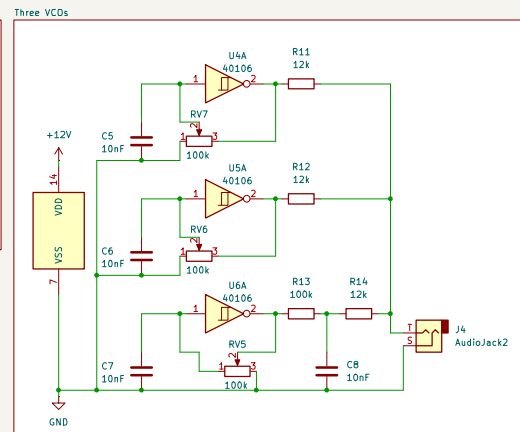 Three VCOs
U4A
40106
1
2
R11
12k
C5
10nF
RV7
2
1
3
100k
+12V
14
VDD
VSS
7
GND
U5A
40106
1
2
R12
12k
C6
10nF
RV6
2
1
3
100k
U6A
40106
1
2
R13
100k
R14
12k
C7
10nF
RV5
2
1
3
100k
C8
10nF
T
S
J4
AudioJack2